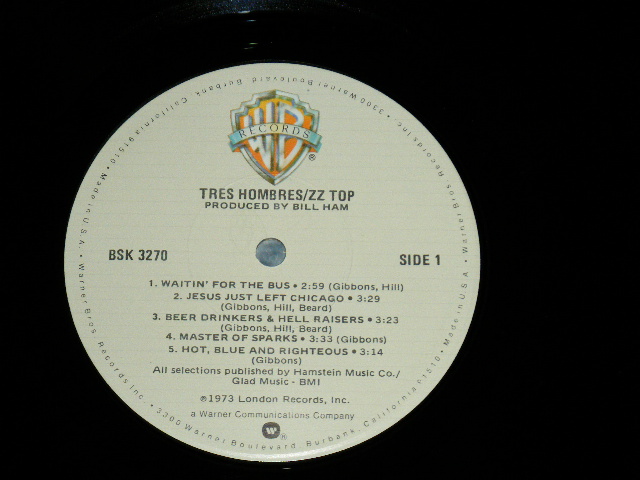 WB
RECORDS
®
TRES HOMBRES/ZZ TOP
PRODUCED BY BILL HAM
BSK 3270
SIDE 1
1. WAITIN' FOR THE BUS • 2:59 (Gibbons, Hill)
2. JESUS JUST LEFT CHICAGO • 3:29
(Gibbons, Hill, Beard)
3. BEER DRINKERS & HELL RAISERS • 3:23
(Gibbons, Hill, Beard)
4. MASTER OF SPARKS • 3:33 (Gibbons)
5. HOT, BLUE AND RIGHTEOUS • 3:14
(Gibbons)
All selections published by Hamstein Music Co./
Glad Music - BMI
℗1973 London Records, Inc.
a Warner Communications Company
W ®
Warner Bros. Records Inc. • 3300 Warner Boulevard, Burbank, California 91510 • Made in U.S.A. • Warner Bros. Records Inc. • 3300 Warner Boulevard, Burbank, California 91510 • Made in U.S.A. •